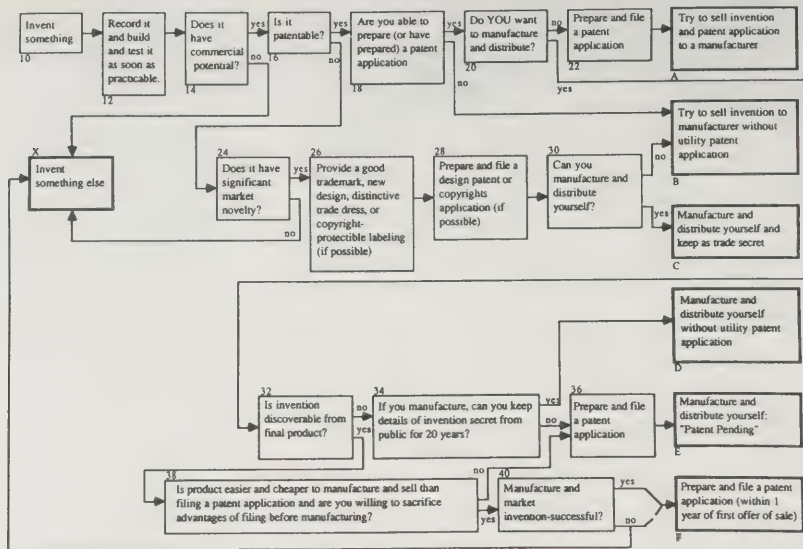 Invent
something
10
Record it
and build
and test it
as soon as
practicable.
12
Does it
have
commercial
potential?
14
yes
no
Is it
patentable?
16
yes
no
Are you able to
prepare (or have
prepared) a patent
application
18
yes
no
Do YOU want
to manufacture
and distribute?
20
no
yes
Prepare and file
a patent
application
22
Try to sell invention
and patent application
to a manufacturer
A
X
Invent
something else
24
Does it have
significant
market
novelty?
yes
no
26
Provide a good
trademark, new
design, distinctive
trade dress, or
copyright-
protectible labeling
(if possible)
28
Prepare and file a
design patent or
copyrights
application (if
possible)
30
Can you
manufacture and
distribute
yourself?
no
yes
Try to sell invention to
manufacturer without
utility patent
application
B
Manufacture and
distribute yourself and
keep as trade secret
C
Manufacture and
distribute yourself
without utility patent
application
D
32
Is invention
discoverable from
final product?
no
yes
34
If you manufacture, can you keep
details of invention secret from
public for 20 years?
yes
no
36
Prepare and file
a patent
application
Manufacture and
distribute yourself:
"Patent Pending"
E
38
Is product easier and cheaper to manufacture and sell than
filing a patent application and are you willing to sacrifice
advantages of filing before manufacturing?
no
yes
40
Manufacture and
market
invention-successful?
yes
no
Prepare and file a patent
application (within 1
year of first offer of sale)
F